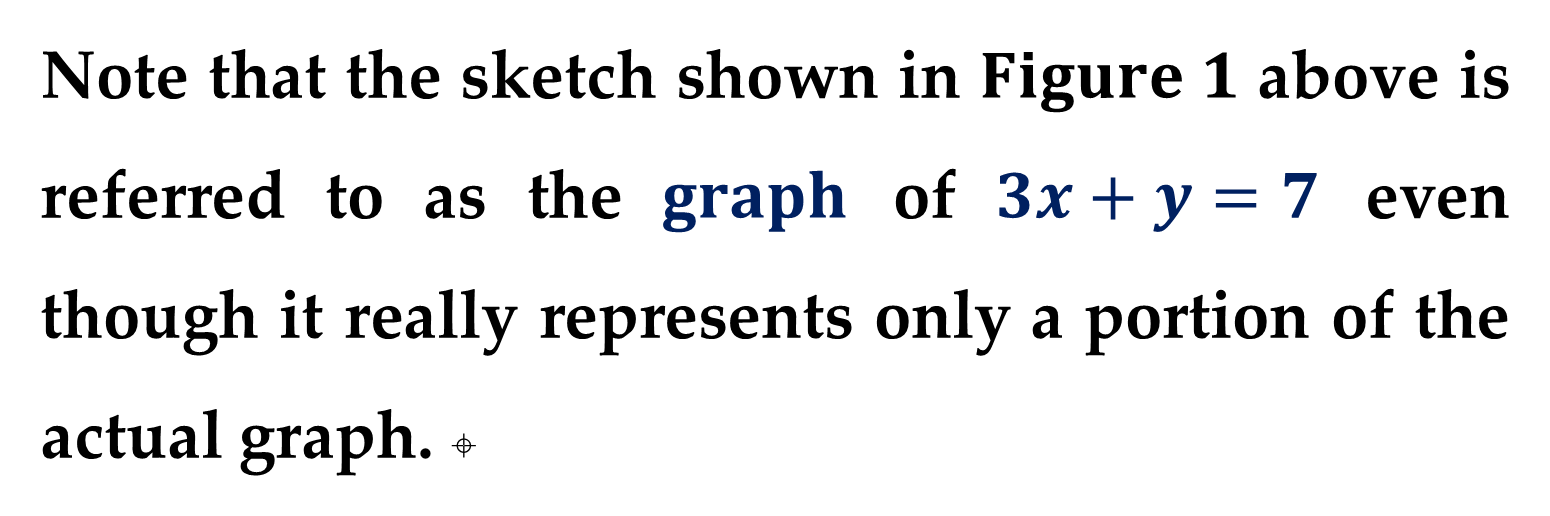 Note that the sketch shown in Figure 1 above is
referred to as the graph of 3x + y = 7 even
though it really represents only a portion of the
actual graph. ⌖